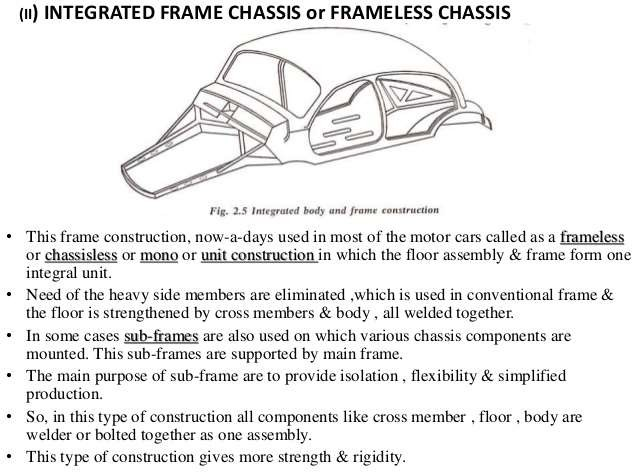 (II) INTEGRATED FRAME CHASSIS or FRAMELESS CHASSIS
Fig. 2.5 Integrated body and frame construction
• This frame construction, now-a-days used in most of the motor cars called as a frameless
or chassisless or mono or unit construction in which the floor assembly & frame form one
integral unit.
• Need of the heavy side members are eliminated ,which is used in conventional frame &
the floor is strengthened by cross members & body , all welded together.
• In some cases sub-frames are also used on which various chassis components are
mounted. This sub-frames are supported by main frame.
• The main purpose of sub-frame are to provide isolation , flexibility & simplified
production.
• So, in this type of construction all components like cross member , floor , body are
welder or bolted together as one assembly.
• This type of construction gives more strength & rigidity.